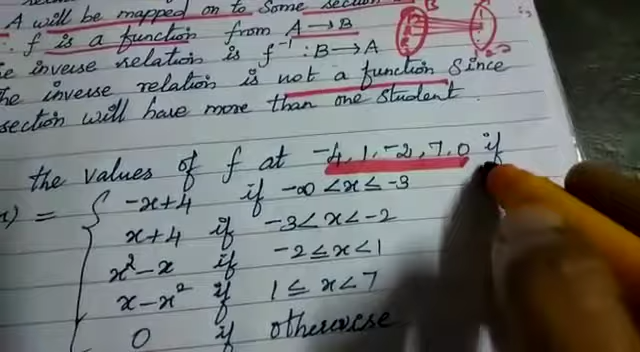 A will be mapped on to some section
∴ f is a function from A → B
inverse relation is f⁻¹ : B → A
inverse relation is not a function Since
section will have more than one student.
the values of f at -4, 1, -2, 7, 0 if
) = { -x+4 if -∞ < x ≤ -3
x+4 if -3 < x < -2
x² - x if -2 ≤ x < 1
x - x² if 1 ≤ x < 7
0 if otherwise